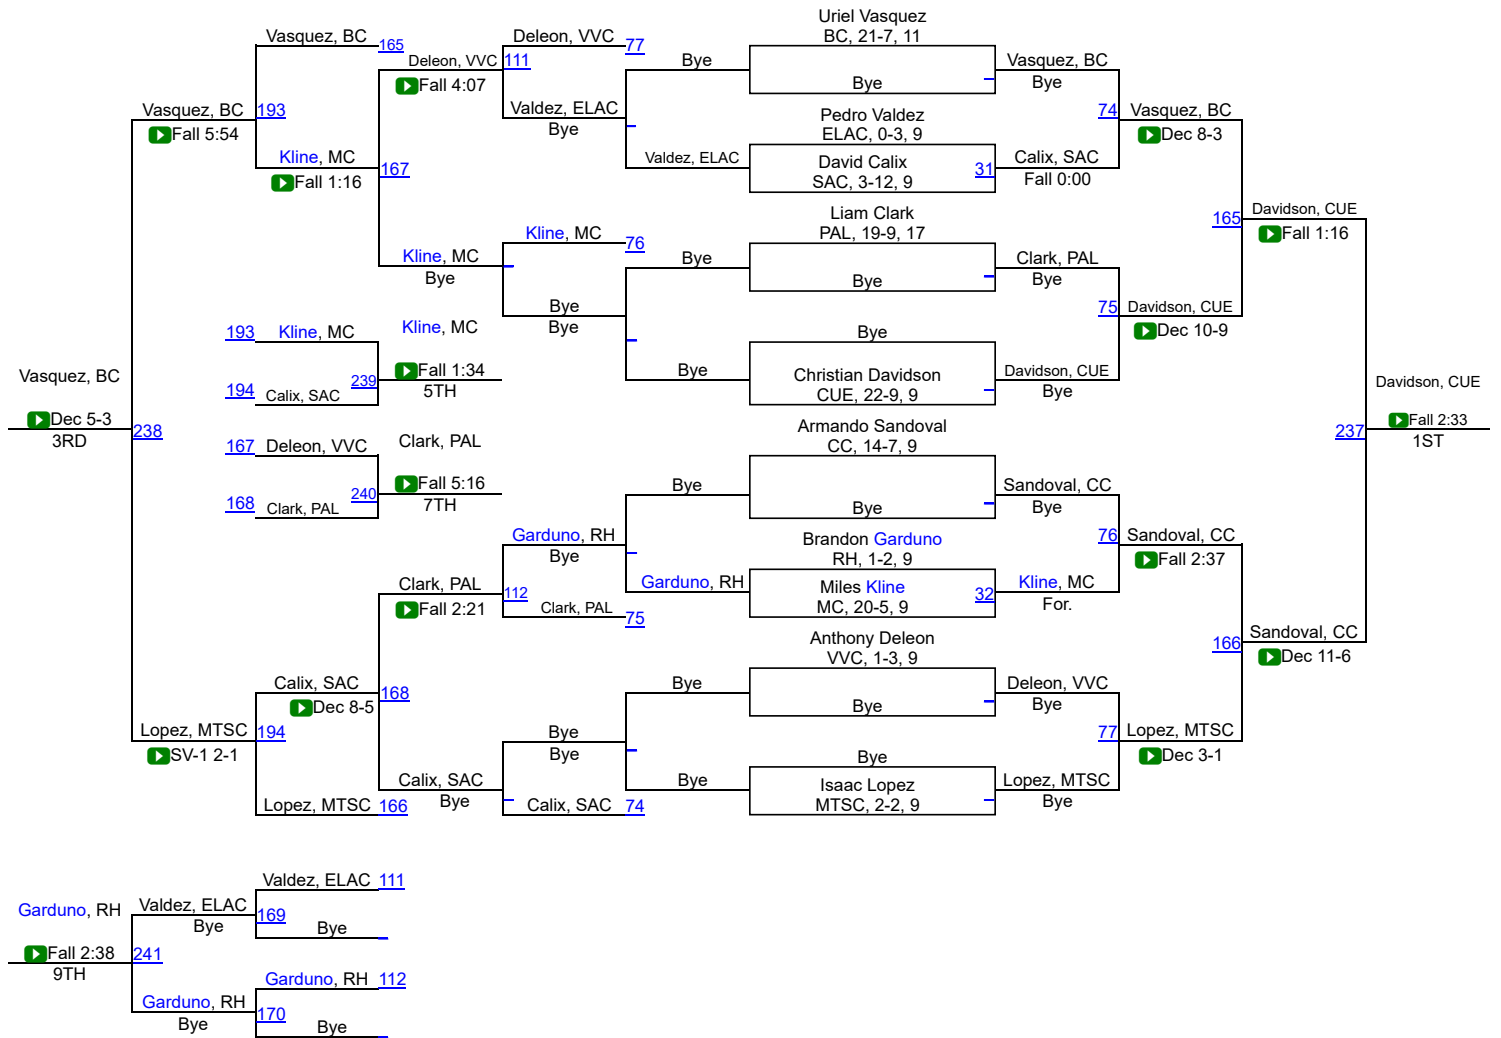 Uriel Vasquez
BC, 21-7, 11
Bye
Pedro Valdez
ELAC, 0-3, 9
David Calix
SAC, 3-12, 9
31
Liam Clark
PAL, 19-9, 17
Bye
Bye
Christian Davidson
CUE, 22-9, 9
Armando Sandoval
CC, 14-7, 9
Bye
Brandon Garduno
RH, 1-2, 9
Miles Kline
MC, 20-5, 9
32
Anthony Deleon
VVC, 1-3, 9
Bye
Bye
Isaac Lopez
MTSC, 2-2, 9
Vasquez, BC
Bye
74
Calix, SAC
Fall 0:00
Clark, PAL
Bye
75
Davidson, CUE
Bye
Sandoval, CC
Bye
76
Kline, MC
For.
Deleon, VVC
Bye
77
Lopez, MTSC
Bye
Vasquez, BC
Dec 8-3
165
Davidson, CUE
Dec 10-9
Sandoval, CC
Fall 2:37
166
Lopez, MTSC
Dec 3-1
Davidson, CUE
Fall 1:16
237
Sandoval, CC
Dec 11-6
Davidson, CUE
Fall 2:33
1ST
Bye
Valdez, ELAC
Bye
Bye
Bye
Garduno, RH
Bye
Bye
Deleon, VVC
77
Valdez, ELAC
Bye
Kline, MC
76
Bye
Bye
Garduno, RH
Bye
Clark, PAL
75
Bye
Bye
Calix, SAC
74
Deleon, VVC
111
Fall 4:07
Kline, MC
Bye
Clark, PAL
112
Fall 2:21
Calix, SAC
Bye
Vasquez, BC
165
Kline, MC
167
Fall 1:16
Calix, SAC
168
Dec 8-5
Lopez, MTSC
166
Vasquez, BC
193
Fall 5:54
Lopez, MTSC
194
SV-1 2-1
Vasquez, BC
Dec 5-3
238
3RD
193
Kline, MC
Kline, MC
239
Fall 1:34
194
Calix, SAC
5TH
167
Deleon, VVC
Clark, PAL
240
Fall 5:16
168
Clark, PAL
7TH
Valdez, ELAC
111
Valdez, ELAC
169
Bye
Bye
Garduno, RH
Fall 2:38
241
9TH
Garduno, RH
112
Garduno, RH
170
Bye
Bye